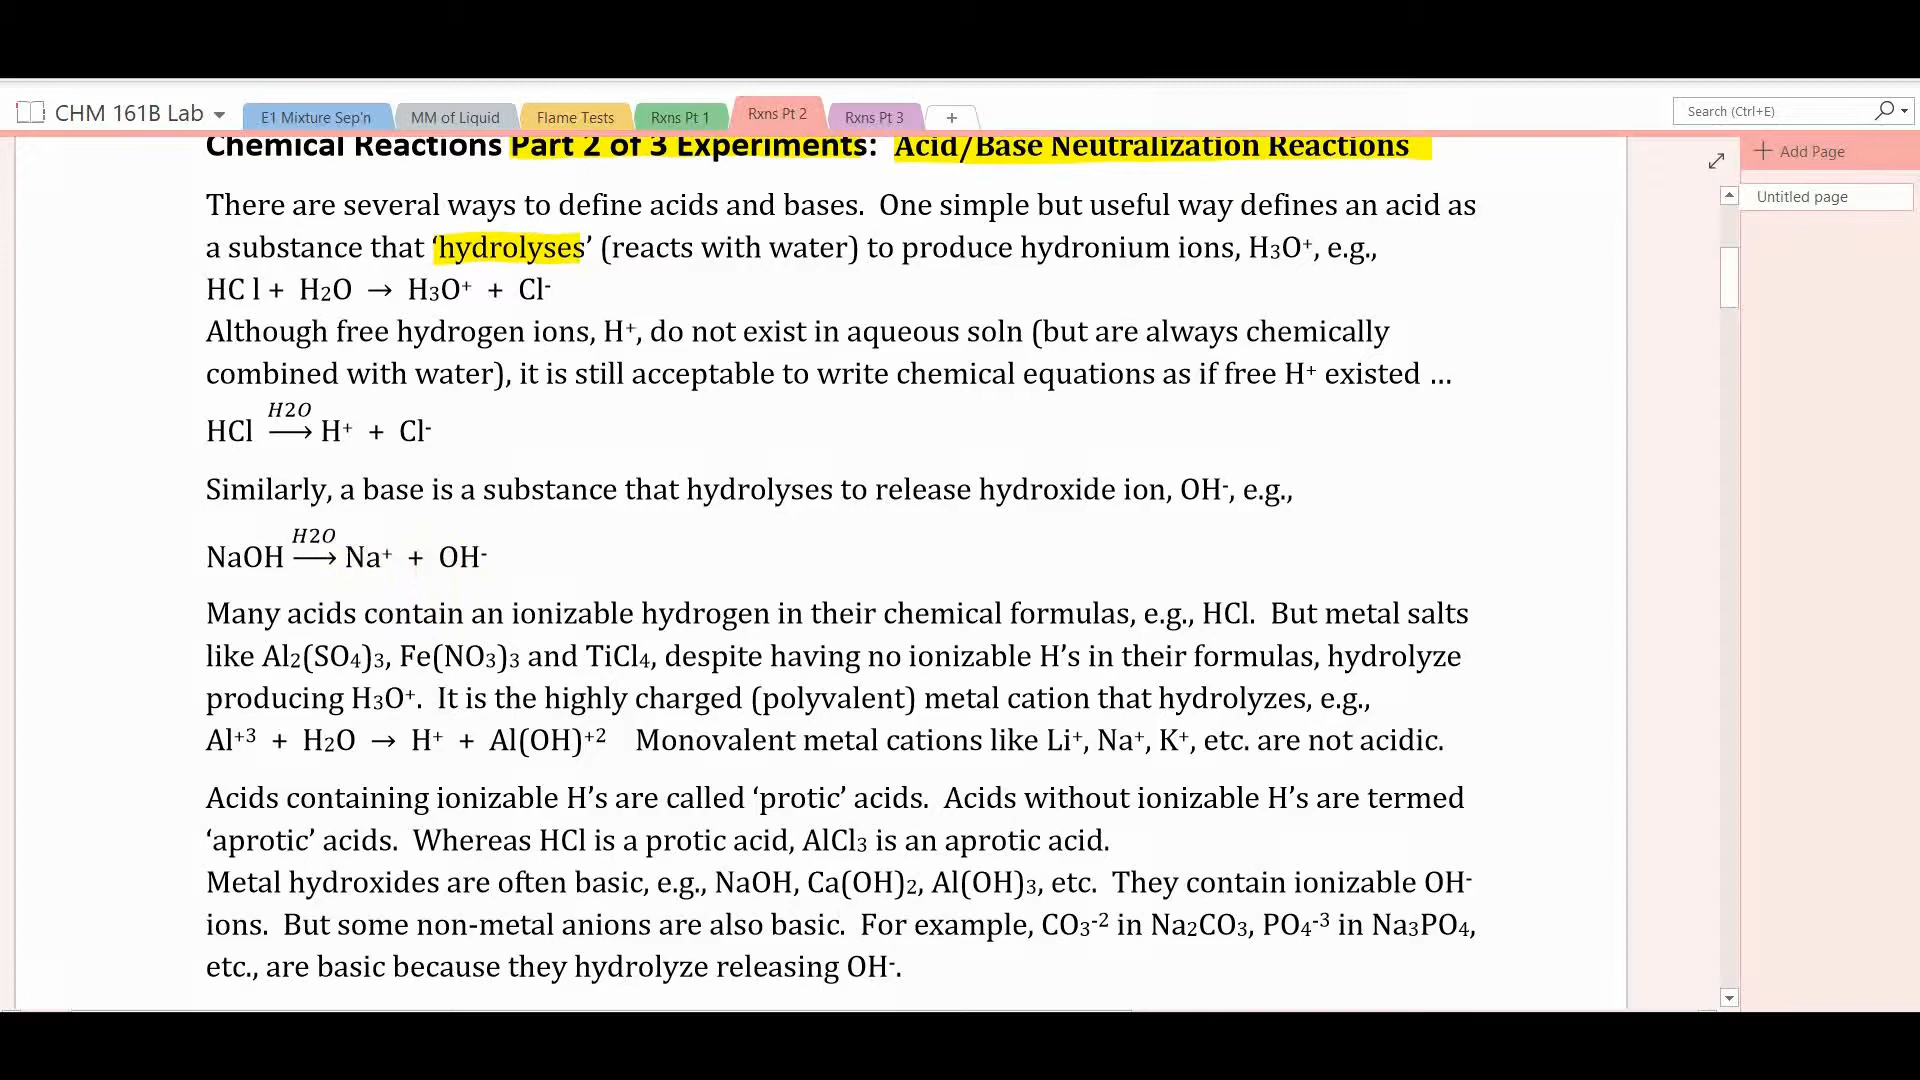 CHM 161B Lab
E1 Mixture Sep'n
MM of Liquid
Flame Tests
Rxns Pt 1
Rxns Pt 2
Rxns Pt 3
+
Search (Ctrl+E)
Add Page
Untitled page
Chemical Reactions Part 2 of 3 Experiments:  Acid/Base Neutralization Reactions
There are several ways to define acids and bases.  One simple but useful way defines an acid as
a substance that ‘hydrolyses’ (reacts with water) to produce hydronium ions, H₃O⁺, e.g.,
HC l +  H₂O  →  H₃O⁺  +  Cl⁻
Although free hydrogen ions, H⁺, do not exist in aqueous soln (but are always chemically
combined with water), it is still acceptable to write chemical equations as if free H⁺ existed ...
H2O
HCl ⟶ H⁺  +  Cl⁻
Similarly, a base is a substance that hydrolyses to release hydroxide ion, OH⁻, e.g.,
H2O
NaOH ⟶ Na⁺  +  OH⁻
Many acids contain an ionizable hydrogen in their chemical formulas, e.g., HCl.  But metal salts
like Al₂(SO₄)₃, Fe(NO₃)₃ and TiCl₄, despite having no ionizable H’s in their formulas, hydrolyze
producing H₃O⁺.  It is the highly charged (polyvalent) metal cation that hydrolyzes, e.g.,
Al⁺³  +  H₂O  →  H⁺  +  Al(OH)⁺²   Monovalent metal cations like Li⁺, Na⁺, K⁺, etc. are not acidic.
Acids containing ionizable H’s are called ‘protic’ acids.  Acids without ionizable H’s are termed
‘aprotic’ acids.  Whereas HCl is a protic acid, AlCl₃ is an aprotic acid.
Metal hydroxides are often basic, e.g., NaOH, Ca(OH)₂, Al(OH)₃, etc.  They contain ionizable OH⁻
ions.  But some non-metal anions are also basic.  For example, CO₃⁻² in Na₂CO₃, PO₄⁻³ in Na₃PO₄,
etc., are basic because they hydrolyze releasing OH⁻.